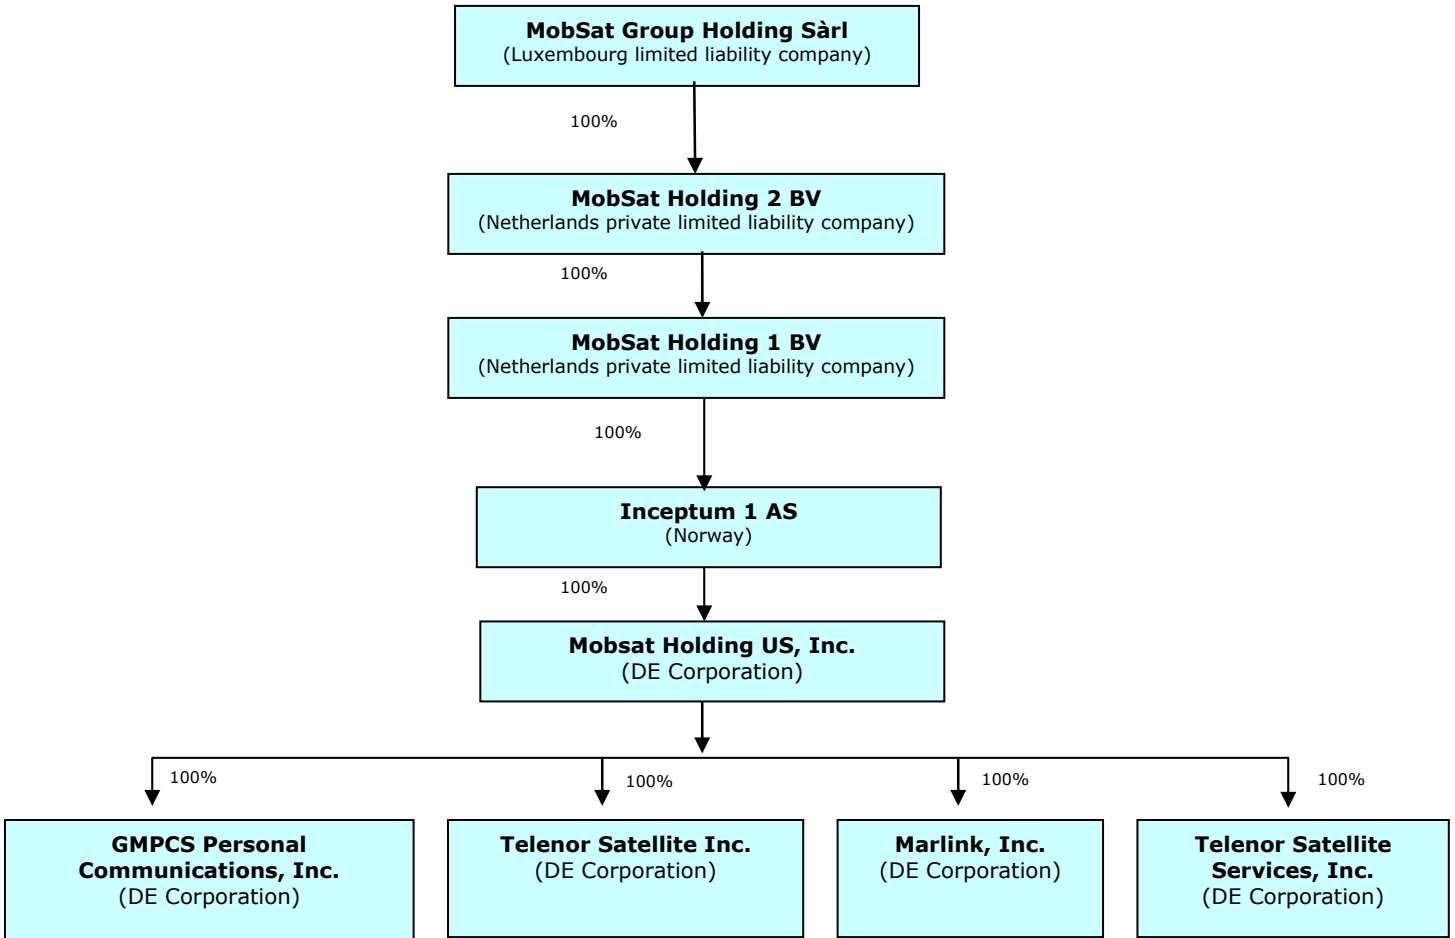 MobSat Group Holding Sàrl
(Luxembourg limited liability company)
100%
MobSat Holding 2 BV
(Netherlands private limited liability company)
100%
MobSat Holding 1 BV
(Netherlands private limited liability company)
100%
Inceptum 1 AS
(Norway)
100%
Mobsat Holding US, Inc.
(DE Corporation)
100%
100%
100%
100%
GMPCS Personal
Communications, Inc.
(DE Corporation)
Telenor Satellite Inc.
(DE Corporation)
Marlink, Inc.
(DE Corporation)
Telenor Satellite
Services, Inc.
(DE Corporation)